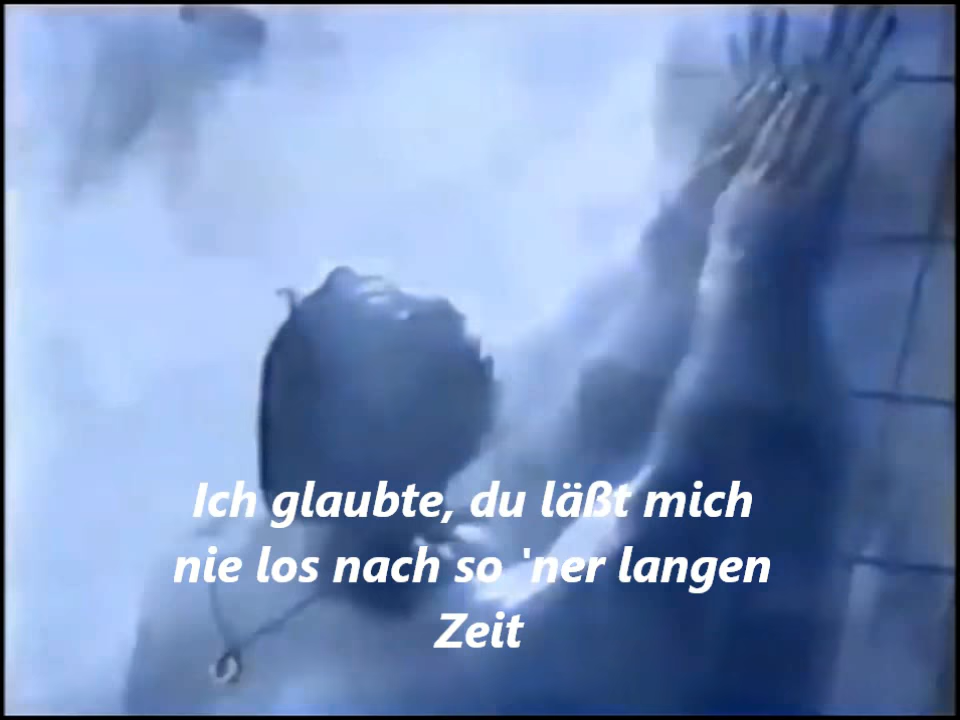 Ich glaubte, du läßt mich
nie los nach so 'ner langen
Zeit